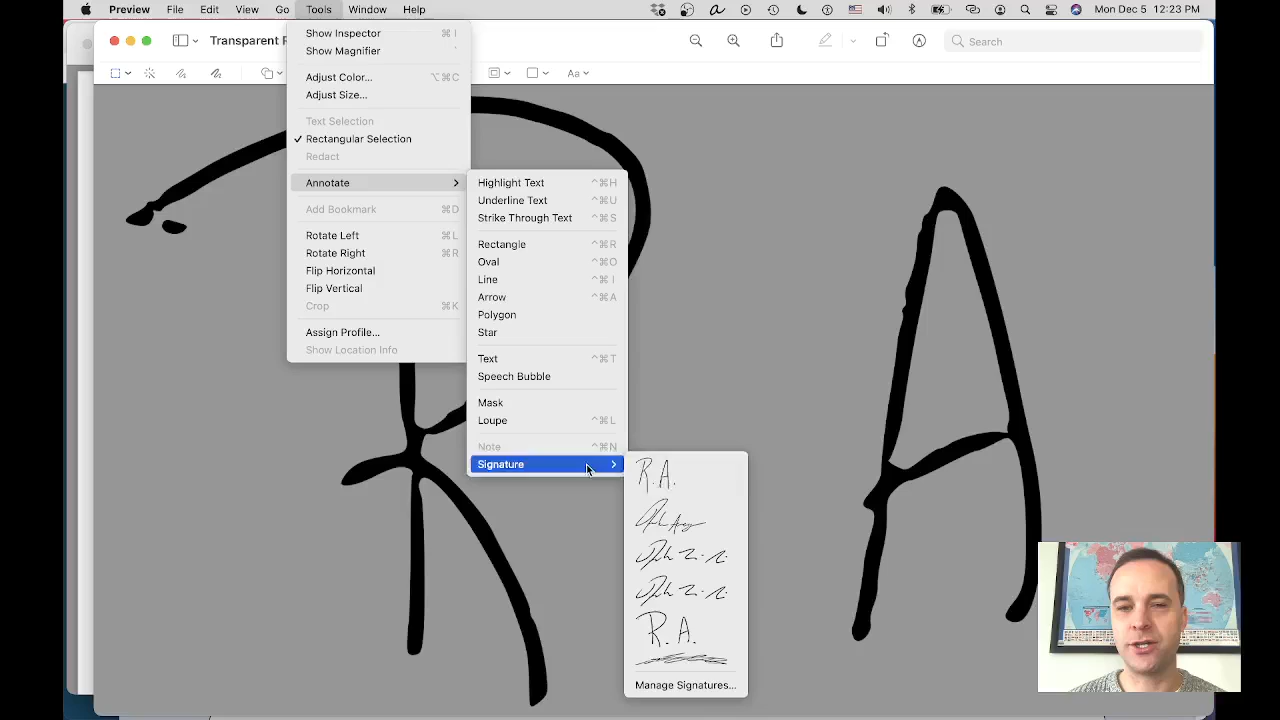 Preview File Edit View Go Tools Window Help Mon Dec 5 12:23 PM
Search
Aa
Show Inspector ⌘ I
Show Magnifier `
Adjust Color... ⌥⌘C
Adjust Size...
Text Selection
✓ Rectangular Selection
Redact
Annotate >
Add Bookmark ⌘D
Rotate Left ⌘L
Rotate Right ⌘R
Flip Horizontal
Flip Vertical
Crop ⌘K
Assign Profile...
Show Location Info
Highlight Text ^⌘H
Underline Text ^⌘U
Strike Through Text ^⌘S
Rectangle ^⌘R
Oval ^⌘O
Line ^⌘I
Arrow ^⌘A
Polygon
Star
Text ^⌘T
Speech Bubble
Mask
Loupe ^⌘L
Note ^⌘N
Signature >
R.A.
R.A.
Manage Signatures...
R A